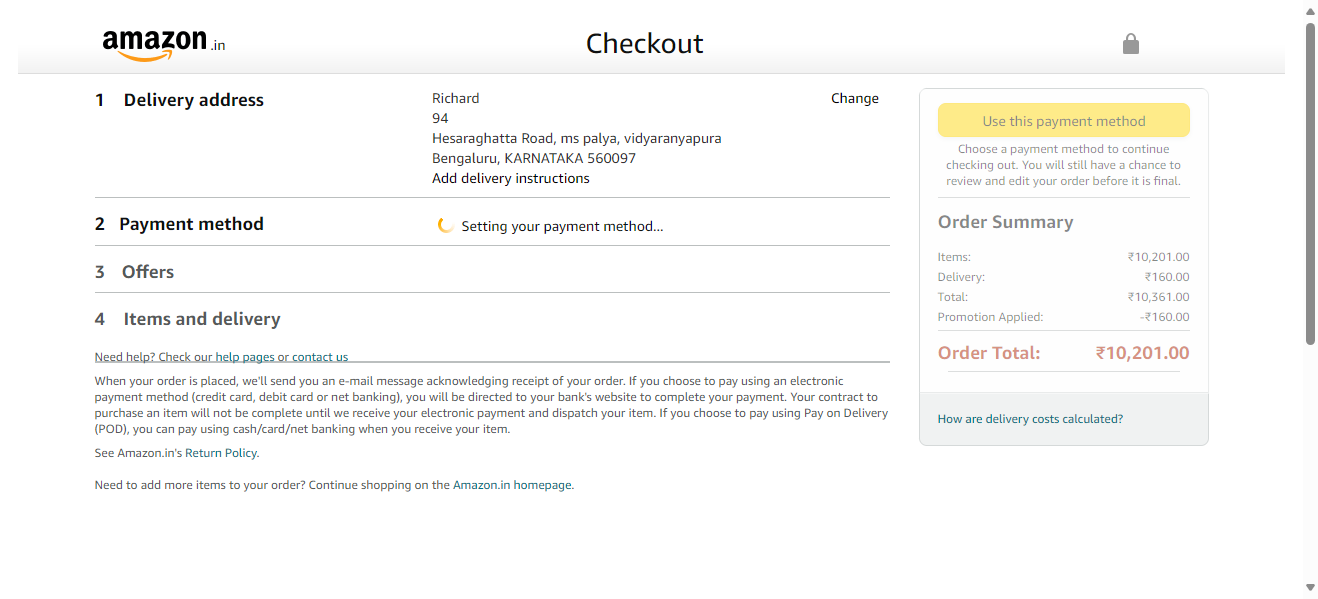 amazon.in
Checkout
1 Delivery address
Richard
94
Hesaraghatta Road, ms palya, vidyaranyapura
Bengaluru, KARNATAKA 560097
Add delivery instructions
Change
2 Payment method
Setting your payment method...
3 Offers
4 Items and delivery
Need help? Check our help pages or contact us
When your order is placed, we'll send you an e-mail message acknowledging receipt of your order. If you choose to pay using an electronic
payment method (credit card, debit card or net banking), you will be directed to your bank's website to complete your payment. Your contract to
purchase an item will not be complete until we receive your electronic payment and dispatch your item. If you choose to pay using Pay on Delivery
(POD), you can pay using cash/card/net banking when you receive your item.
See Amazon.in's Return Policy.
Need to add more items to your order? Continue shopping on the Amazon.in homepage.
Use this payment method
Choose a payment method to continue
checking out. You will still have a chance to
review and edit your order before it is final.
Order Summary
Items: ₹10,201.00
Delivery: ₹160.00
Total: ₹10,361.00
Promotion Applied: -₹160.00
Order Total: ₹10,201.00
How are delivery costs calculated?